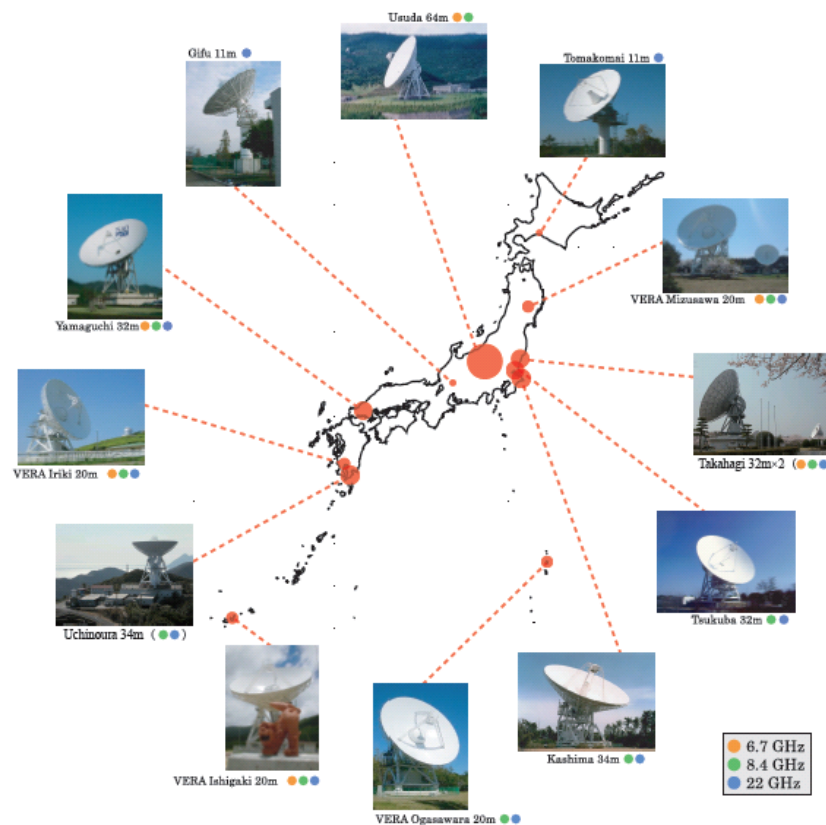 Usuda 64m
Gifu 11m
Tomakomai 11m
VERA Mizusawa 20m
Yamaguchi 32m
Takahagi 32m×2 (
VERA Iriki 20m
Tsukuba 32m
Uchinoura 34m ( )
Kashima 34m
VERA Ishigaki 20m
VERA Ogasawara 20m
6.7 GHz
8.4 GHz
22 GHz